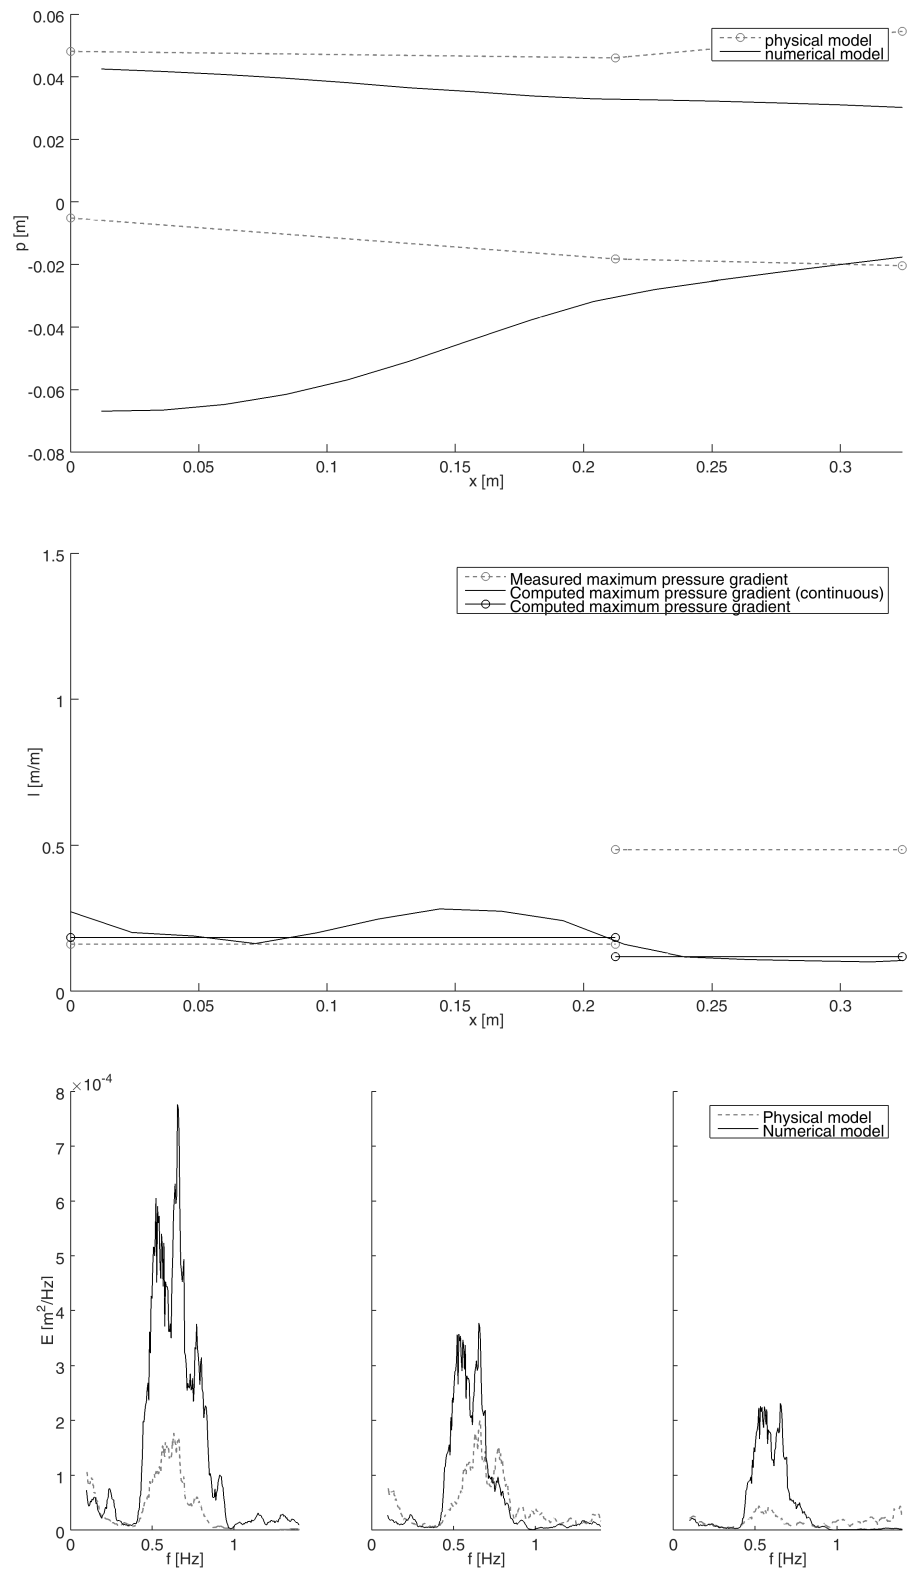 0.06
physical model
numerical model
0.04
0.02
0
p [m]
-0.02
-0.04
-0.06
-0.08
0 0.05 0.1 0.15 0.2 0.25 0.3
x [m]
1.5
Measured maximum pressure gradient
Computed maximum pressure gradient (continuous)
Computed maximum pressure gradient
1
I [m/m]
0.5
0
0 0.05 0.1 0.15 0.2 0.25 0.3
x [m]
×10⁻⁴
8
Physical model
Numerical model
7
6
5
E [m²/Hz]
4
3
2
1
0
0.5 1 0 0.5 1 0 0.5 1
f [Hz] f [Hz] f [Hz]